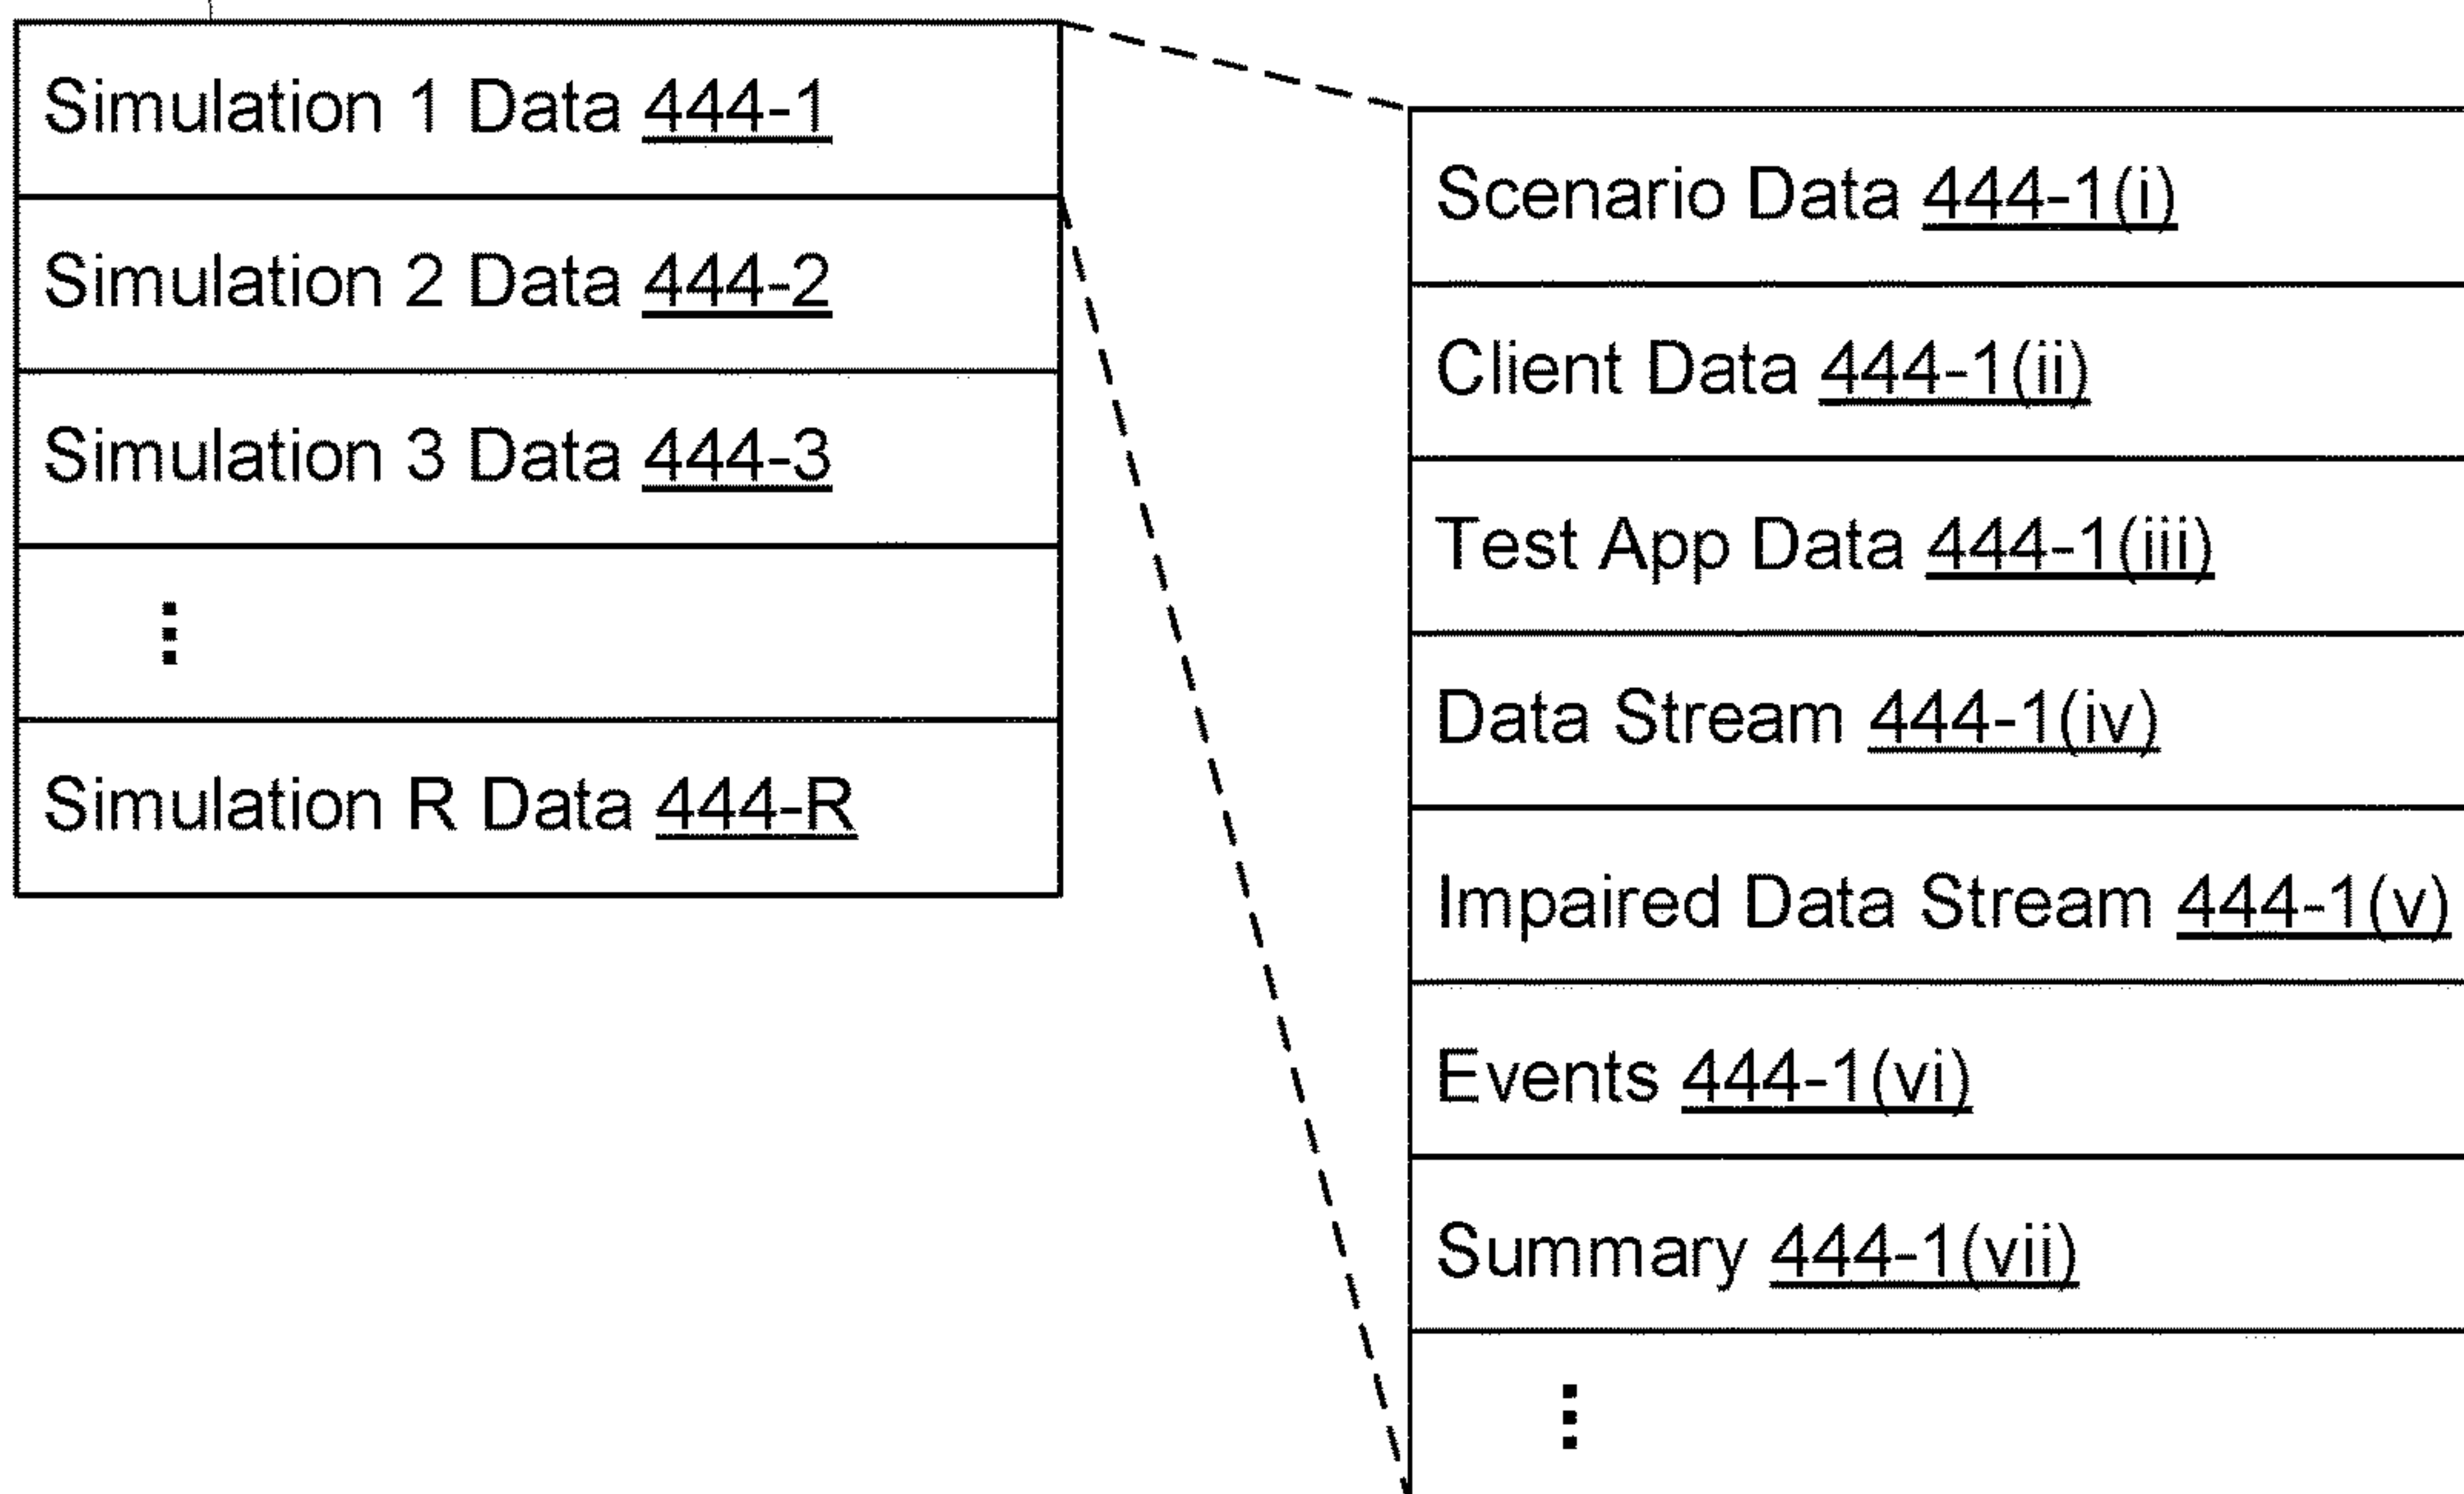 Simulation 1 Data 444-1
Simulation 2 Data 444-2
Simulation 3 Data 444-3
⋮
Simulation R Data 444-R
Scenario Data 444-1(i)
Client Data 444-1(ii)
Test App Data 444-1(iii)
Data Stream 444-1(iv)
Impaired Data Stream 444-1(v)
Events 444-1(vi)
Summary 444-1(vii)
⋮